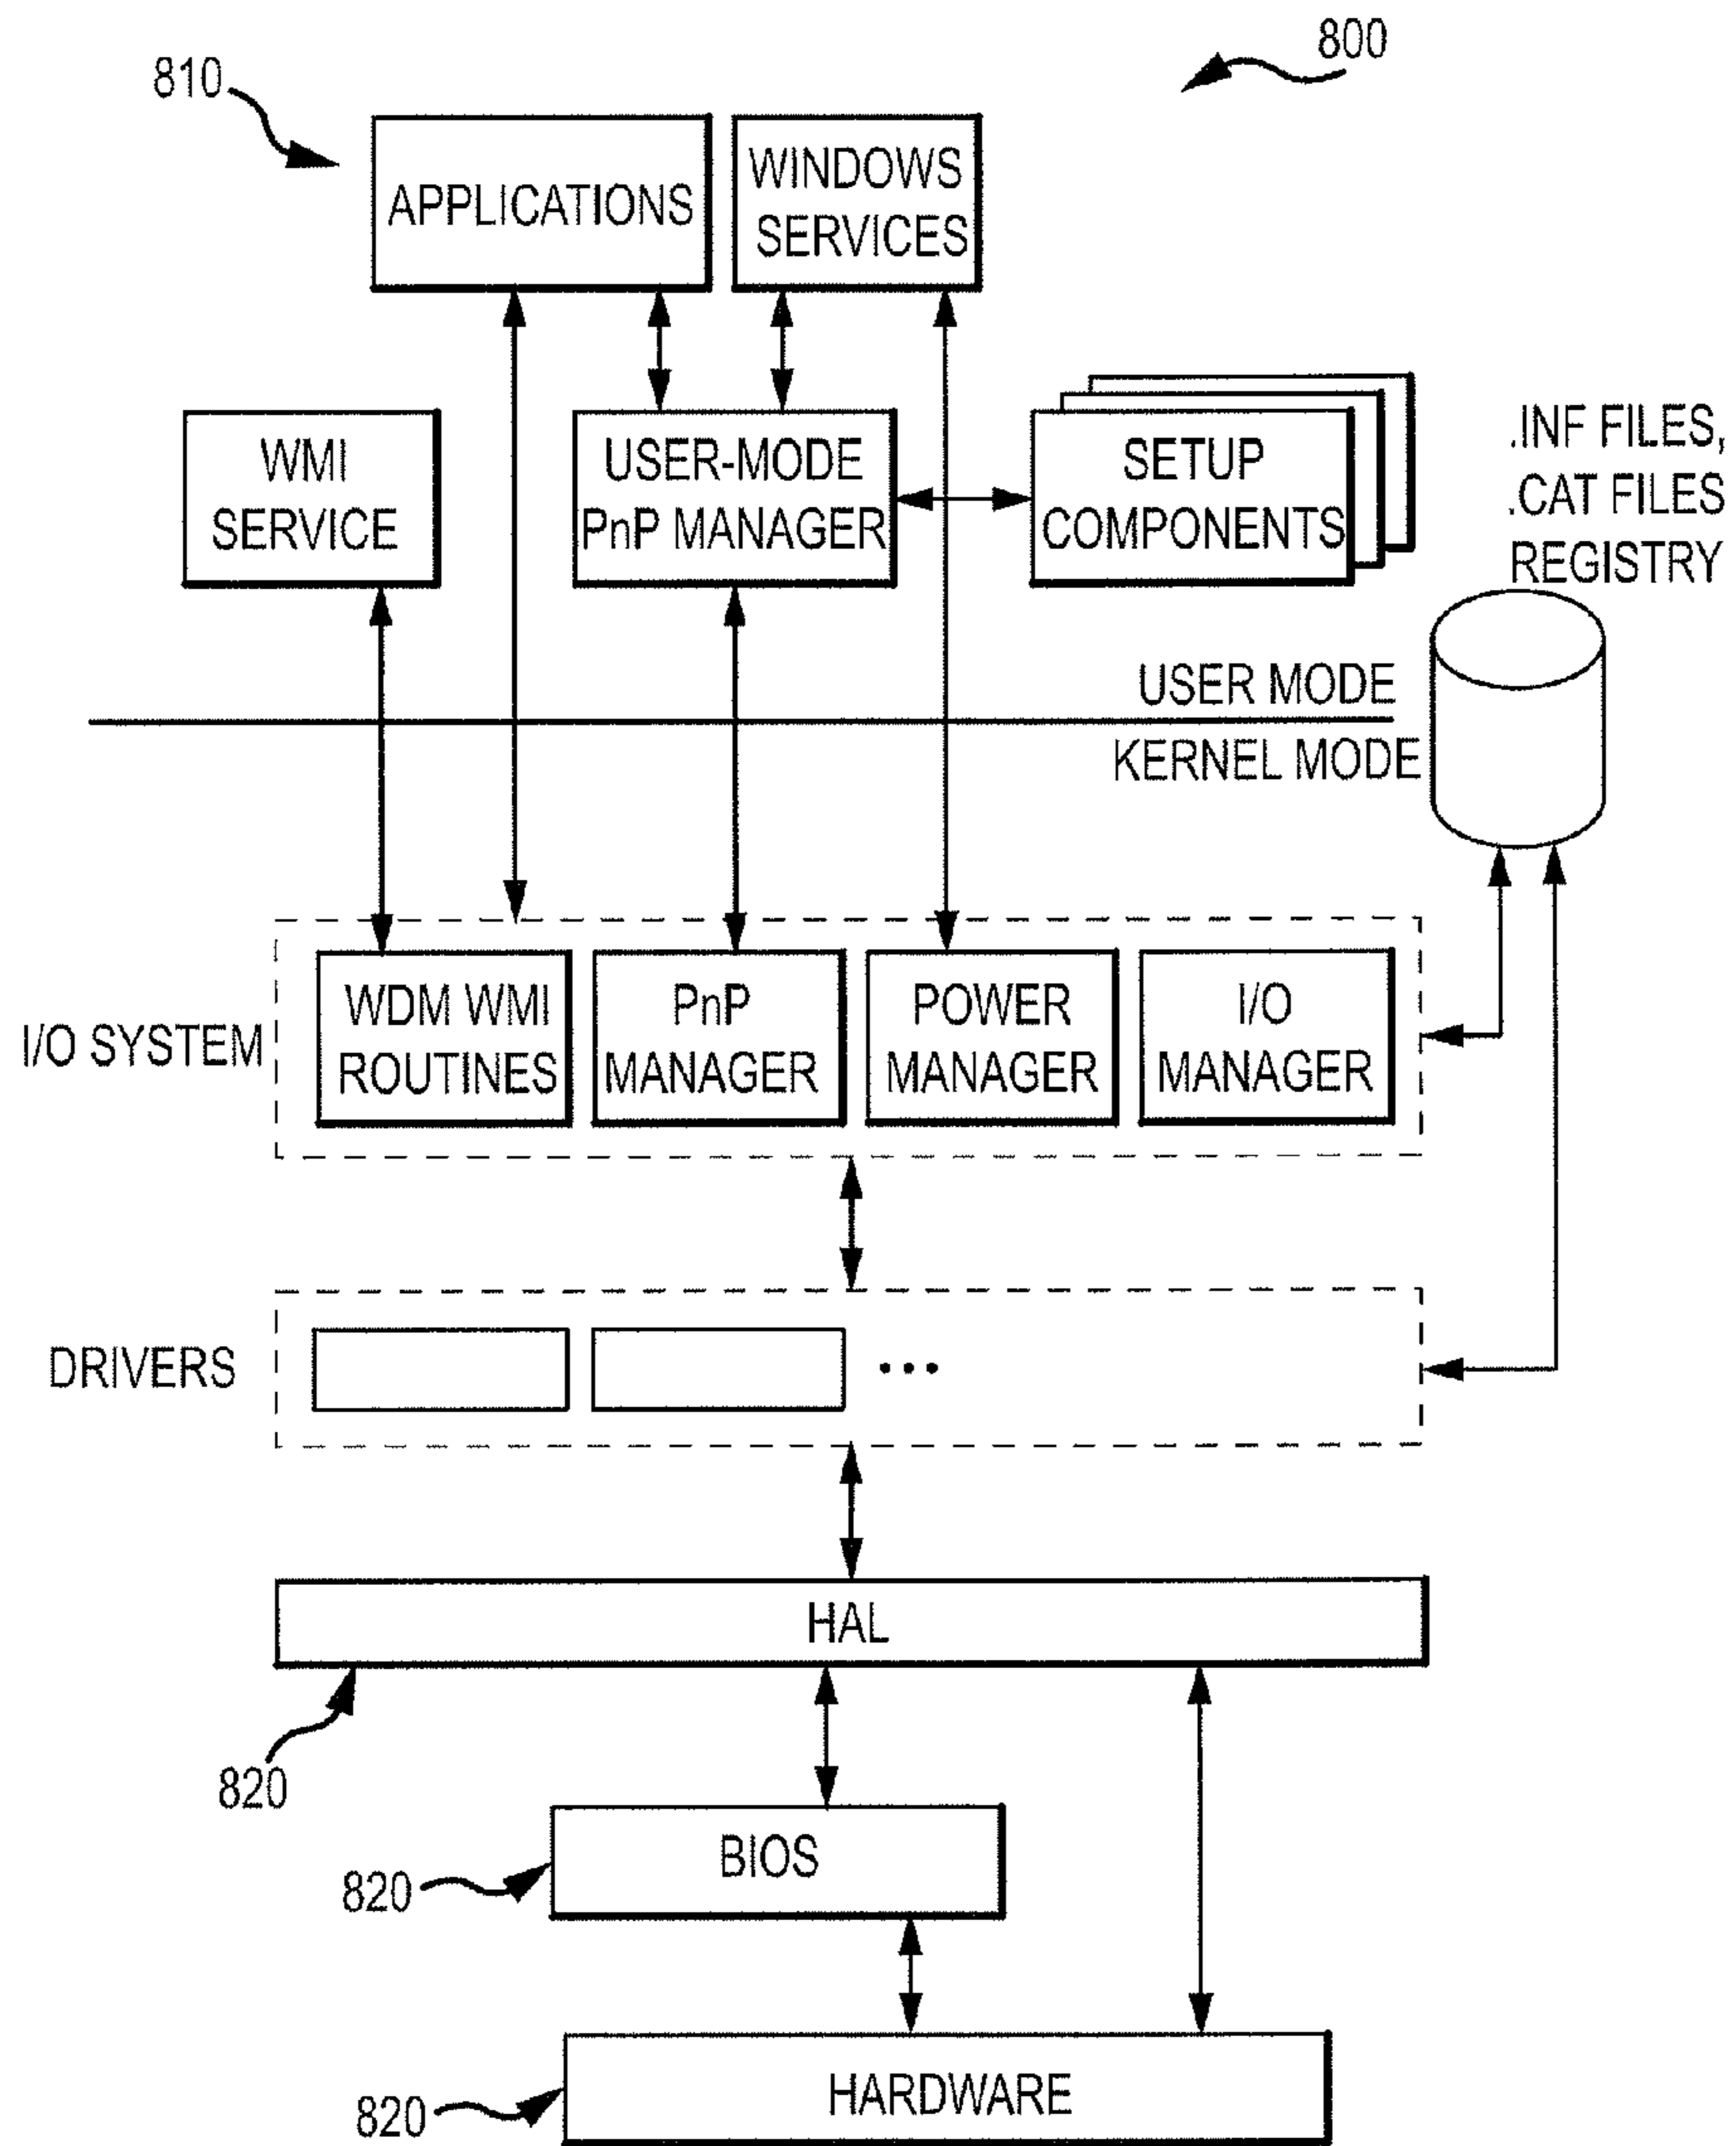 800
810
APPLICATIONS
WINDOWS
SERVICES
WMI
SERVICE
USER-MODE
PnP MANAGER
SETUP
COMPONENTS
.INF FILES,
.CAT FILES
REGISTRY
USER MODE
KERNEL MODE
I/O SYSTEM
WDM WMI
ROUTINES
PnP
MANAGER
POWER
MANAGER
I/O
MANAGER
DRIVERS
•••
HAL
820
BIOS
820
HARDWARE
820